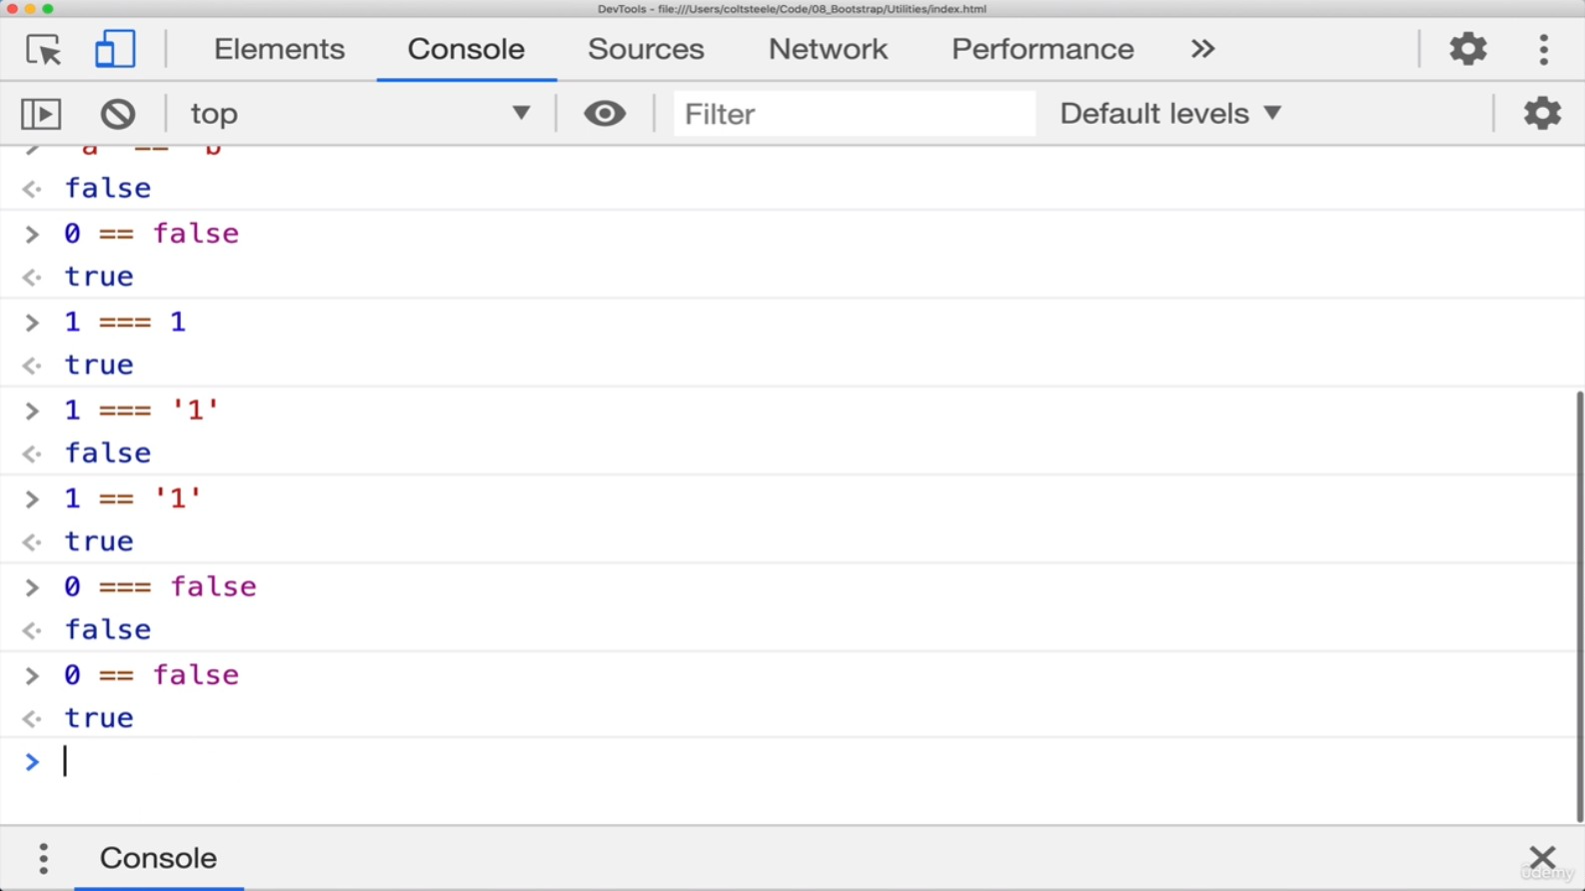 DevTools - file:///Users/coltsteele/Code/08_Bootstrap/Utilities/index.html
Elements Console Sources Network Performance »
top ▼ Filter Default levels ▼
> 'a' == 'b'
<· false
> 0 == false
<· true
> 1 === 1
<· true
> 1 === '1'
<· false
> 1 == '1'
<· true
> 0 === false
<· false
> 0 == false
<· true
>
Console
udemy